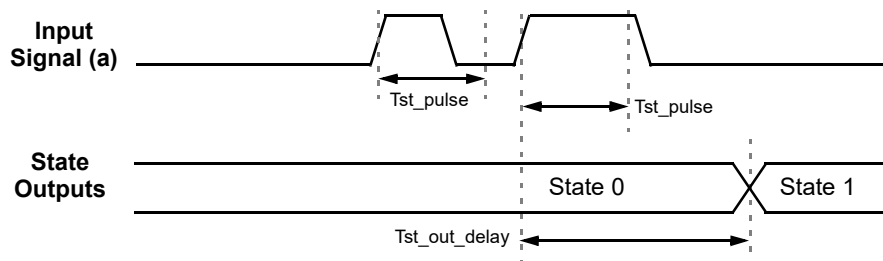 Input
Signal (a)
Tst_pulse
Tst_pulse
State
Outputs
State 0
State 1
Tst_out_delay